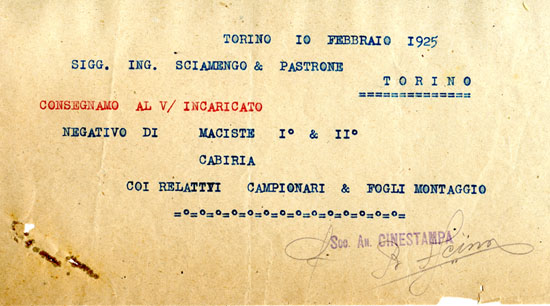 TORINO 10 FEBBRAIO 1925
SIGG. ING. SCIAMENGO & PASTRONE
TORINO
=============
CONSEGNAMO AL V/ INCARICATO
NEGATIVO DI MACISTE I° & II°
CABIRIA
COI RELATTVI CAMPIONARI & FOGLI MONTAGGIO
=o=o=o=o=o=o=o=o=o=o=o=o=o=
Soc. An. CINESTAMPA